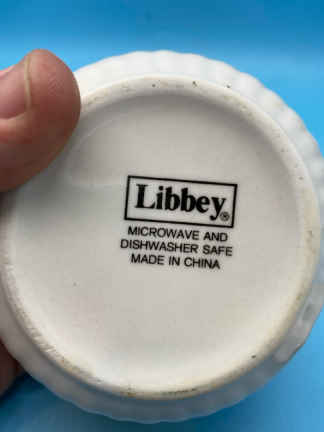 Libbey®
MICROWAVE AND
DISHWASHER SAFE
MADE IN CHINA